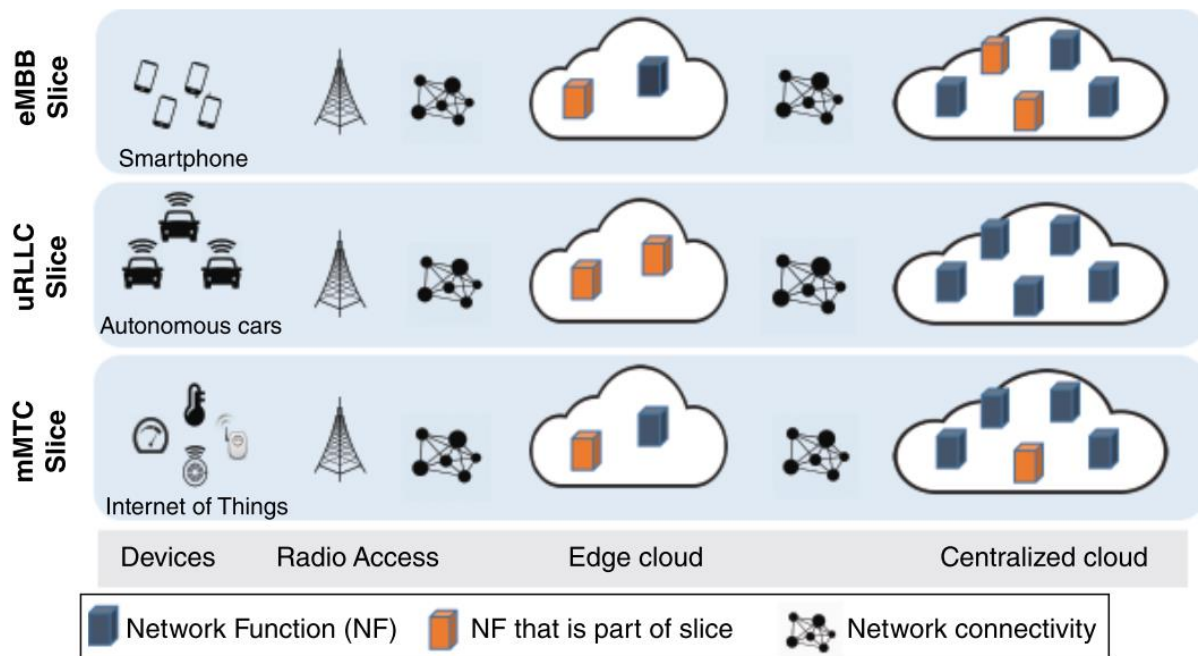 eMBB
Slice
Smartphone
uRLLC
Slice
Autonomous cars
mMTC
Slice
Internet of Things
Devices Radio Access Edge cloud Centralized cloud
Network Function (NF) NF that is part of slice Network connectivity